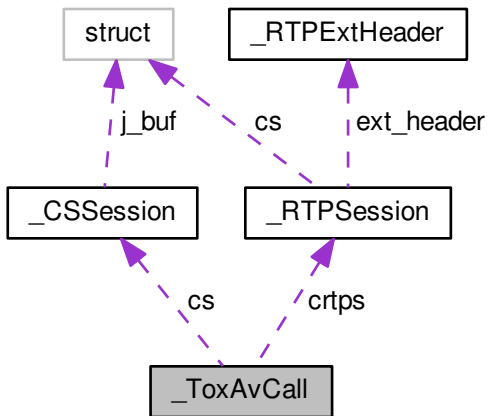 struct
_RTPExtHeader
j_buf
cs
ext_header
_CSSession
_RTPSession
cs
crtps
_ToxAvCall